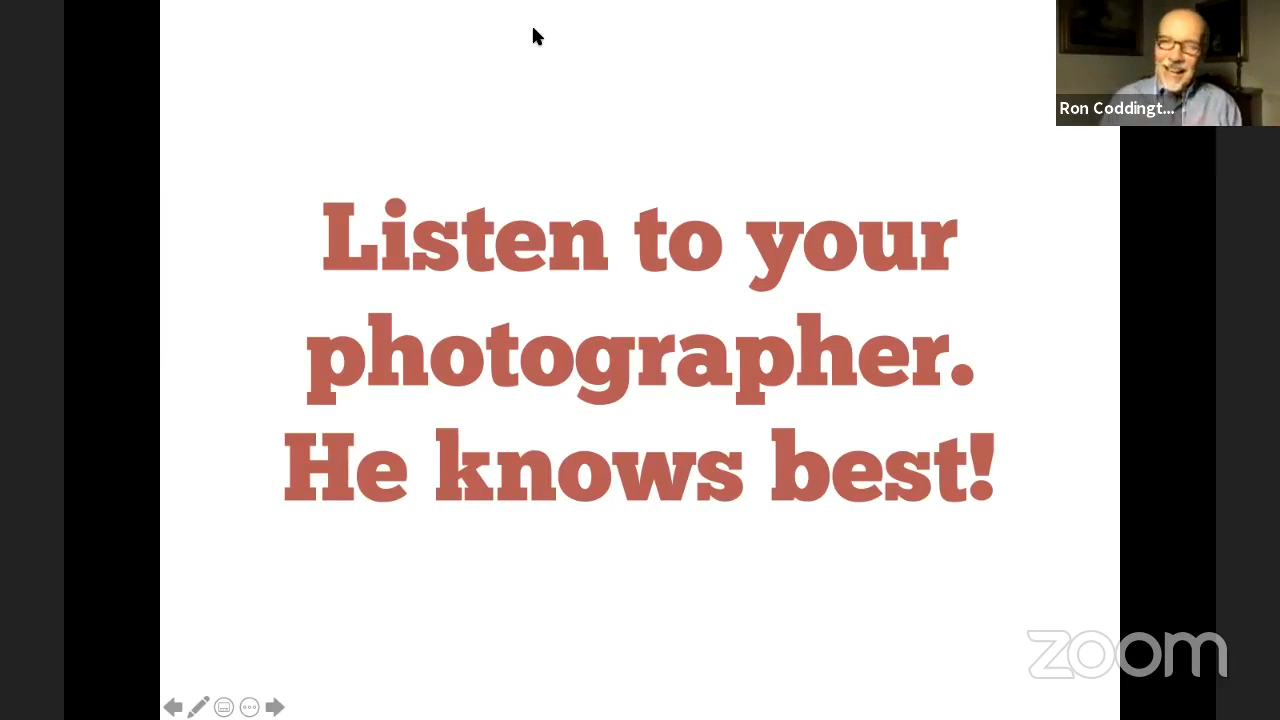 Ron Coddingt...
Listen to your
photographer.
He knows best!
zoom